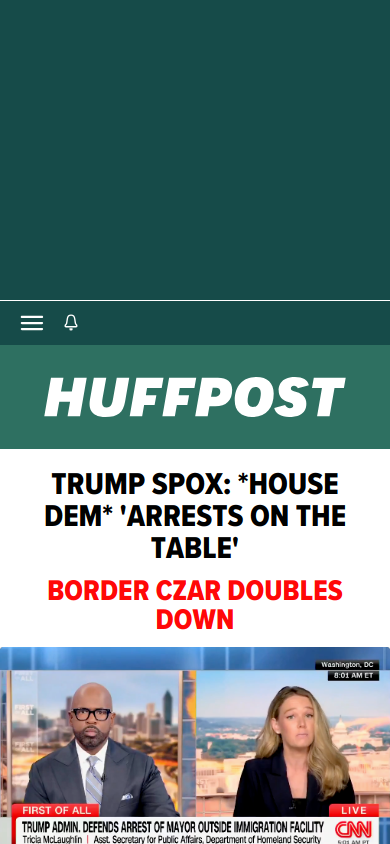 HUFFPOST
TRUMP SPOX: *HOUSE
DEM* 'ARRESTS ON THE
TABLE'
BORDER CZAR DOUBLES
DOWN
Washington, DC
8:01 AM ET
FIRST OF ALL
LIVE
TRUMP ADMIN. DEFENDS ARREST OF MAYOR OUTSIDE IMMIGRATION FACILITY
Tricia McLaughlin | Asst. Secretary for Public Affairs, Department of Homeland Security
CNN
5:01 AM PT